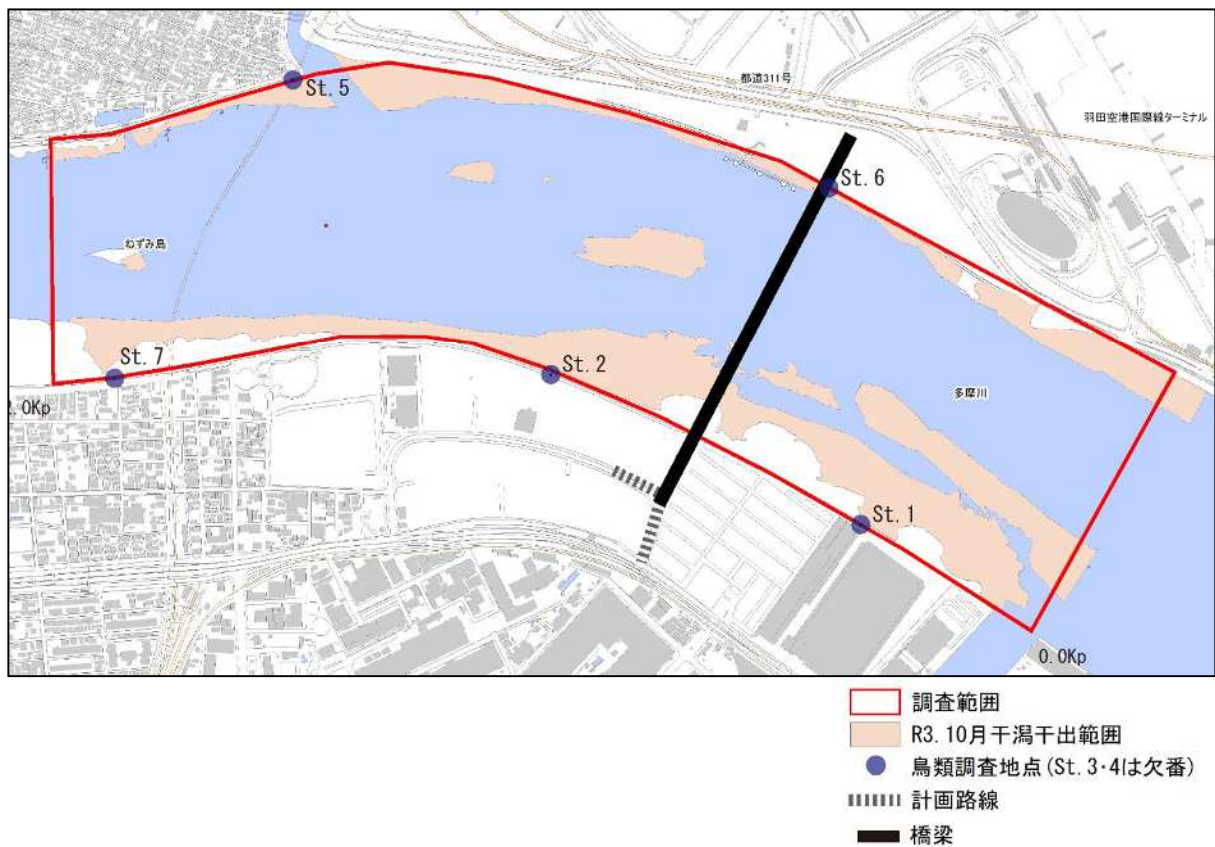 都道311号
羽田空港国際線ターミナル
St.5
St.6
ねずみ島
St.7
St.2
多摩川
2.0Kp
St.1
0.0Kp
調査範囲
R3.10月干潟干出範囲
鳥類調査地点(St.3・4は欠番)
計画路線
橋梁